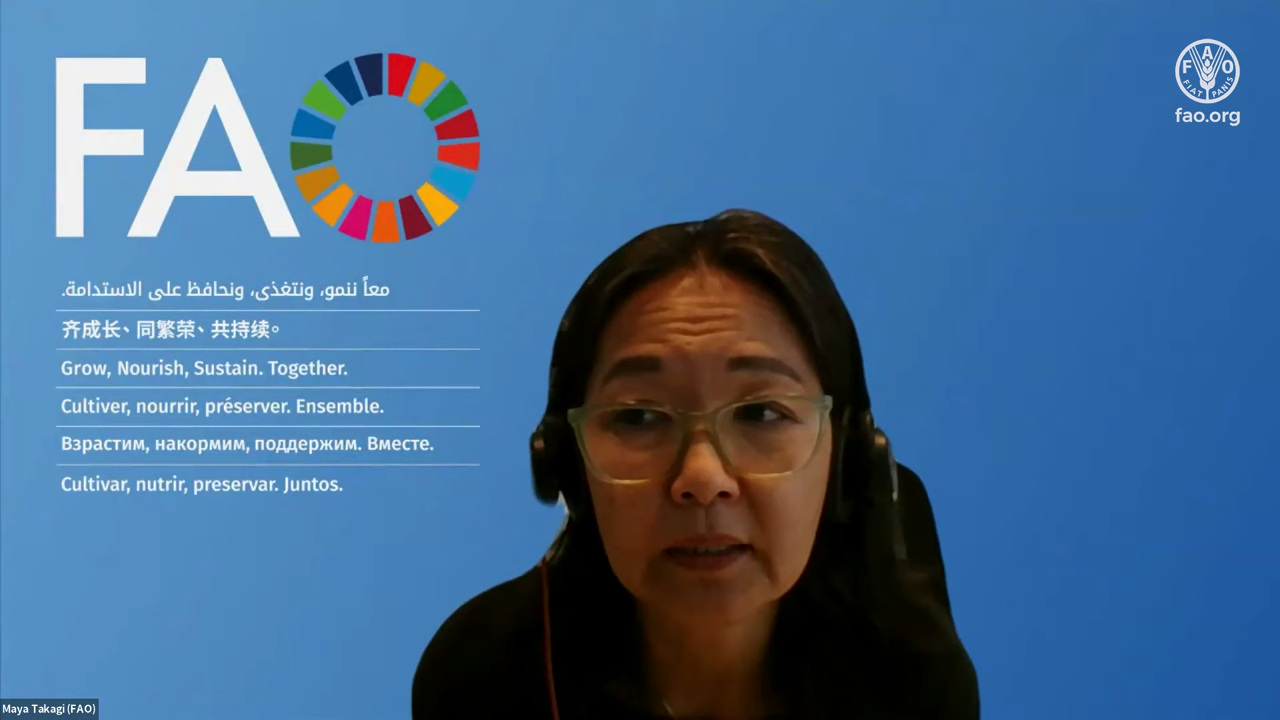 FAO
معاً ننمو، ونتغذى، ونحافظ على الاستدامة.
齐成长、同繁荣、共持续。
Grow, Nourish, Sustain. Together.
Cultiver, nourrir, préserver. Ensemble.
Взрастим, накормим, поддержим. Вместе.
Cultivar, nutrir, preservar. Juntos.
F A O
FIAT PANIS
fao.org
Maya Takagi (FAO)